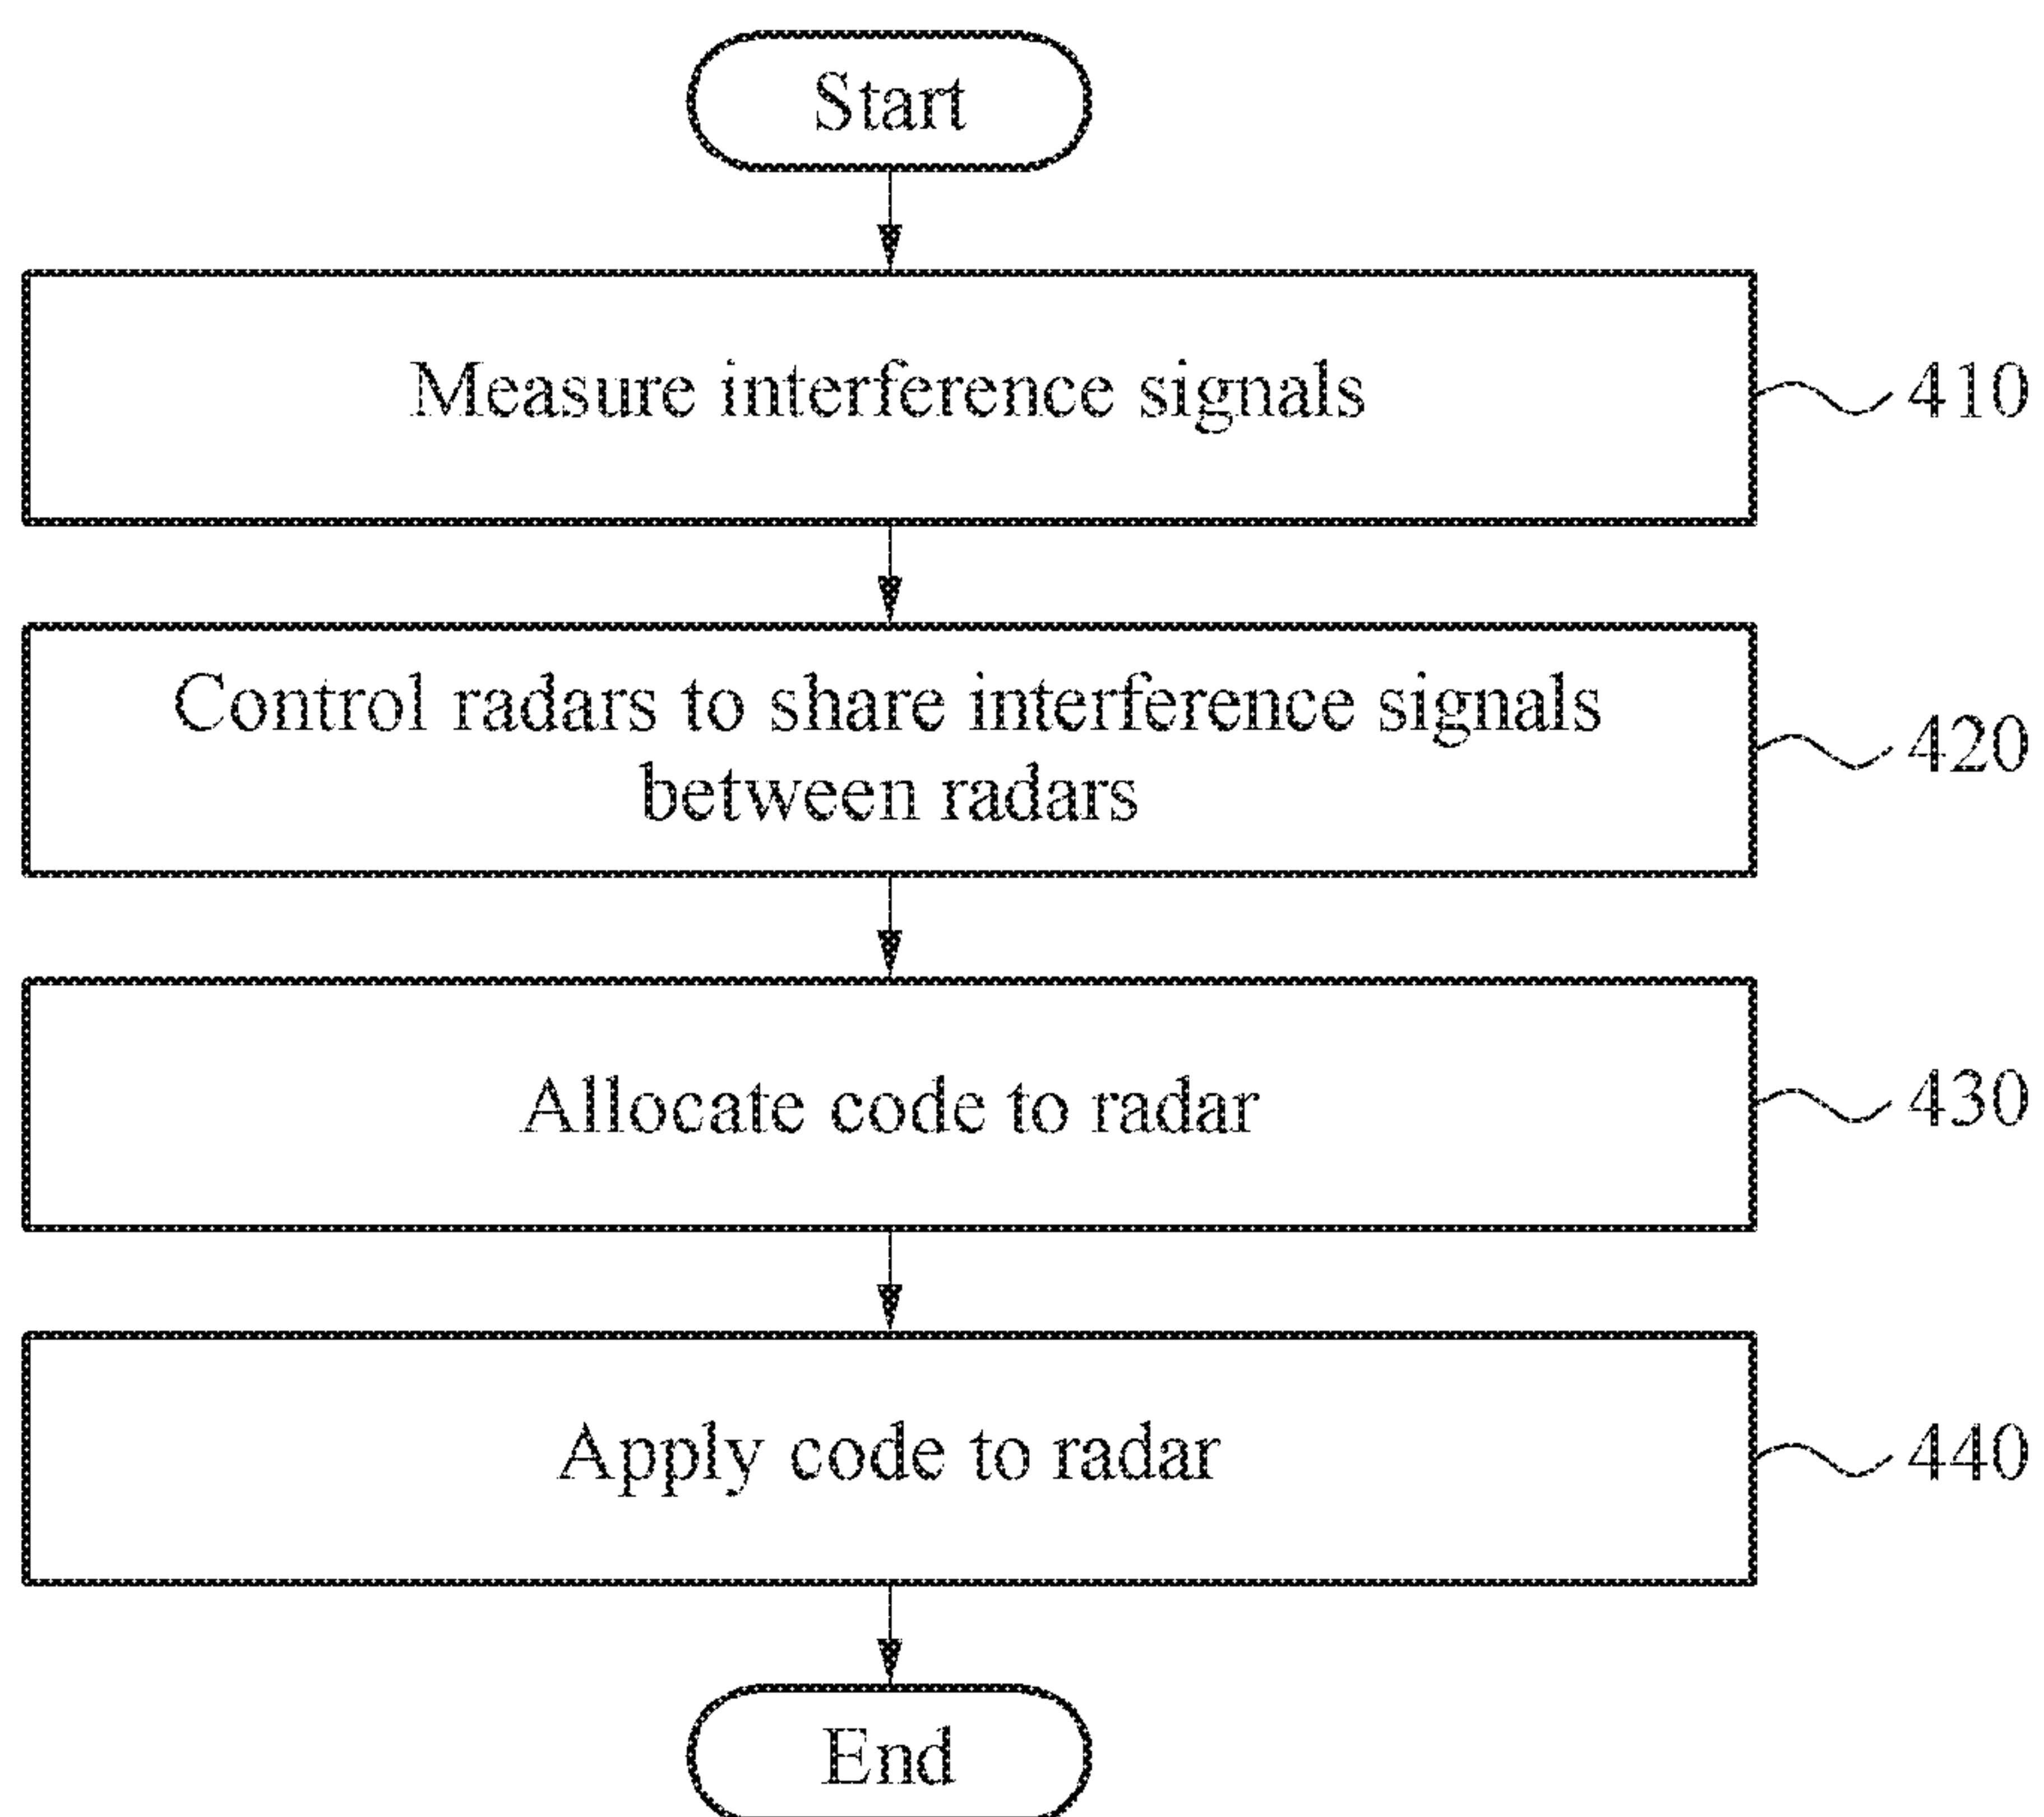 Start
Measure interference signals
410
Control radars to share interference signals
between radars
420
Allocate code to radar
430
Apply code to radar
440
End